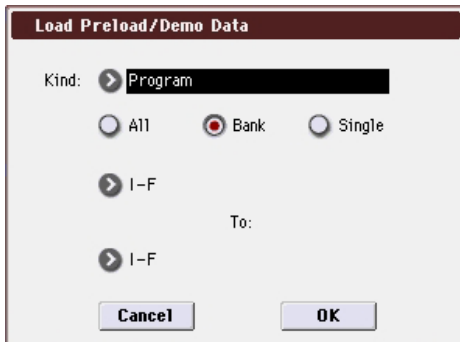 Load Preload/Demo Data
Kind: Program
All Bank Single
I-F
To:
I-F
Cancel OK